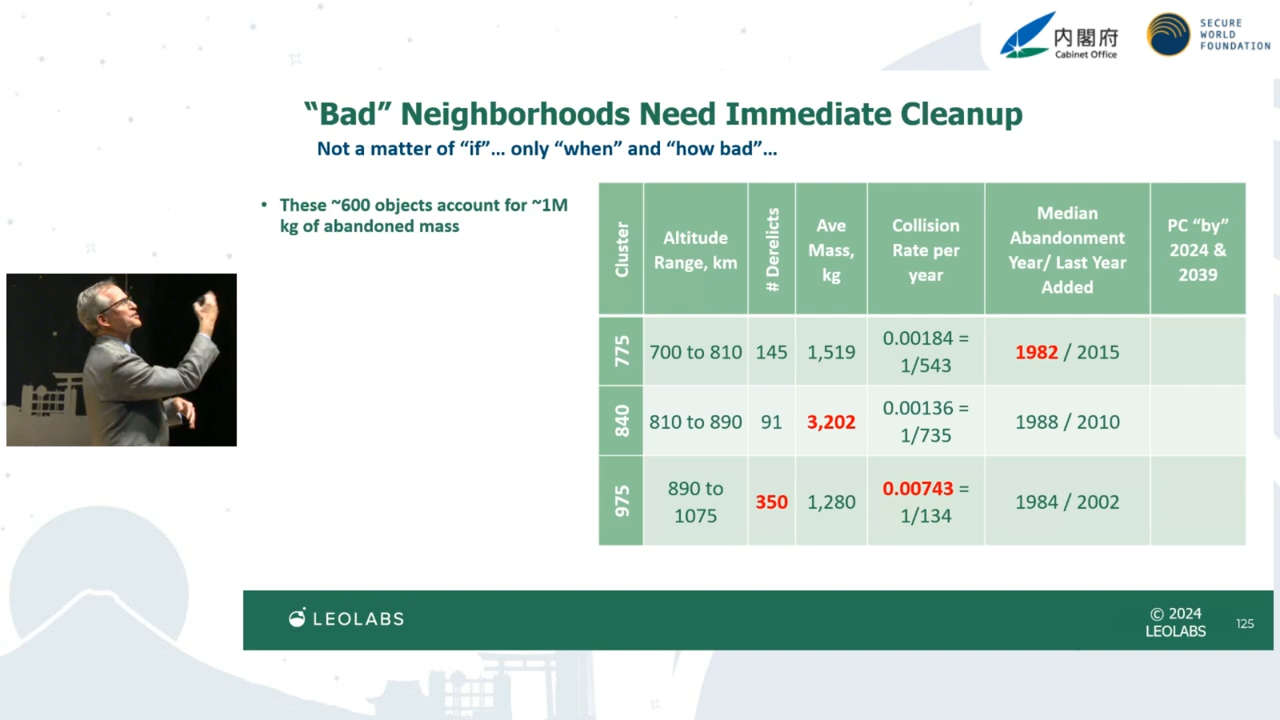 内閣府
Cabinet Office
SECURE
WORLD
FOUNDATION
“Bad” Neighborhoods Need Immediate Cleanup
Not a matter of “if”... only “when” and “how bad”...
• These ~600 objects account for ~1M
kg of abandoned mass
Cluster
Altitude
Range, km
# Derelicts
Ave
Mass,
kg
Collision
Rate per
year
Median
Abandonment
Year/ Last Year
Added
PC “by”
2024 &
2039
775
700 to 810
145
1,519
0.00184 =
1/543
1982 / 2015
840
810 to 890
91
3,202
0.00136 =
1/735
1988 / 2010
975
890 to
1075
350
1,280
0.00743 =
1/134
1984 / 2002
LEOLABS
© 2024
LEOLABS
125